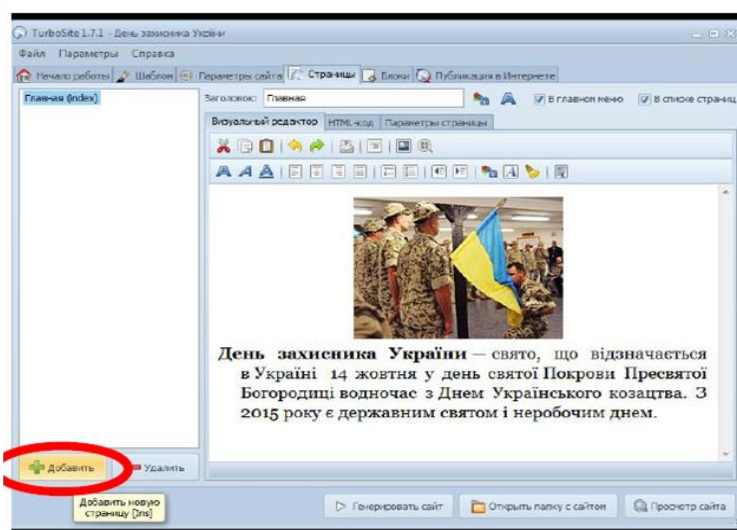 TurboSite 1.7.1 - День захисника України
Файл Параметры Справка
Начало работы Шаблон Параметры сайта Страницы Блоки Публикация в Интернете
Главная (index)
Заголовок: Главная В главном меню В списке страниц
Визуальный редактор HTML-код Параметры страницы
День захисника України — свято, що відзначається
в Україні 14 жовтня у день святої Покрови Пресвятої
Богородиці водночас з Днем Українського козацтва. З
2015 року є державним святом і неробочим днем.
Добавить Удалить
Добавить новую
страницу [Ins]
Генерировать сайт Открыть папку с сайтом Просмотр сайта